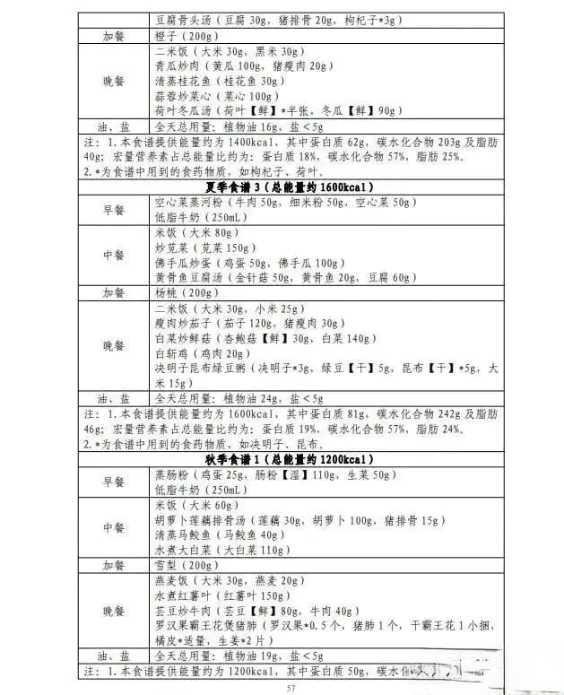 豆腐骨头汤（豆腐 30g，猪排骨 20g，枸杞子*3g）
加餐 橙子（200g）
二米饭（大米 30g，黑米 30g）
青瓜炒肉（黄瓜 100g，猪瘦肉 20g）
晚餐 清蒸桂花鱼（桂花鱼 30g）
蒜蓉炒菜心（菜心 100g）
荷叶冬瓜汤（荷叶【鲜】*半张，冬瓜【鲜】90g）
油、盐 全天总用量：植物油 16g，盐＜5g
注：1.本食谱提供能量约为 1400kcal，其中蛋白质 62g，碳水化合物 203g 及脂肪
40g；宏量营养素占总能量比约为：蛋白质 18%，碳水化合物 57%，脂肪 25%。
2.*为食谱中用到的食药物质，如枸杞子、荷叶。
夏季食谱 3（总能量约 1600kcal）
早餐 空心菜蒸河粉（牛肉 50g，细米粉 50g，空心菜 50g）
低脂牛奶（250mL）
米饭（大米 80g）
炒苋菜（苋菜 150g）
中餐 佛手瓜炒蛋（鸡蛋 50g，佛手瓜 100g）
黄骨鱼豆腐汤（金针菇 50g，黄骨鱼 20g，豆腐 60g）
加餐 杨桃（200g）
二米饭（大米 30g，小米 25g）
瘦肉炒茄子（茄子 120g，猪瘦肉 30g）
晚餐 白菜炒鲜菇（杏鲍菇【鲜】30g，白菜 140g）
白斩鸡（鸡肉 20g）
决明子昆布绿豆粥（决明子*3g，绿豆【干】5g，昆布【干】*5g，大
米 15g）
油、盐 全天总用量：植物油 24g，盐＜5g
注：1.本食谱提供能量约为 1600kcal，其中蛋白质 81g，碳水化合物 242g 及脂肪
46g；宏量营养素占总能量比约为：蛋白质 19%，碳水化合物 57%，脂肪 24%。
2.*为食谱中用到的食药物质，如决明子、昆布。
秋季食谱 1（总能量约 1200kcal）
早餐 蒸肠粉（鸡蛋 25g，肠粉【湿】110g，生菜 50g）
低脂牛奶（250mL）
米饭（大米 60g）
中餐 胡萝卜莲藕排骨汤（莲藕 30g，胡萝卜 100g，猪排骨 15g）
清蒸马鲛鱼（马鲛鱼 40g）
水煮大白菜（大白菜 110g）
加餐 雪梨（200g）
燕麦饭（大米 30g，燕麦 20g）
水煮红薯叶（红薯叶 150g）
晚餐 芸豆炒牛肉（芸豆【鲜】80g，牛肉 40g）
罗汉果霸王花煲猪肺（罗汉果*0.5 个，猪肺 1 个，干霸王花 1 小捆，
橘皮*适量，生姜*2 片）
油、盐 全天总用量：植物油 19g，盐＜5g
注：1.本食谱提供能量约为 1200kcal，其中蛋白质 50g，碳水化
57